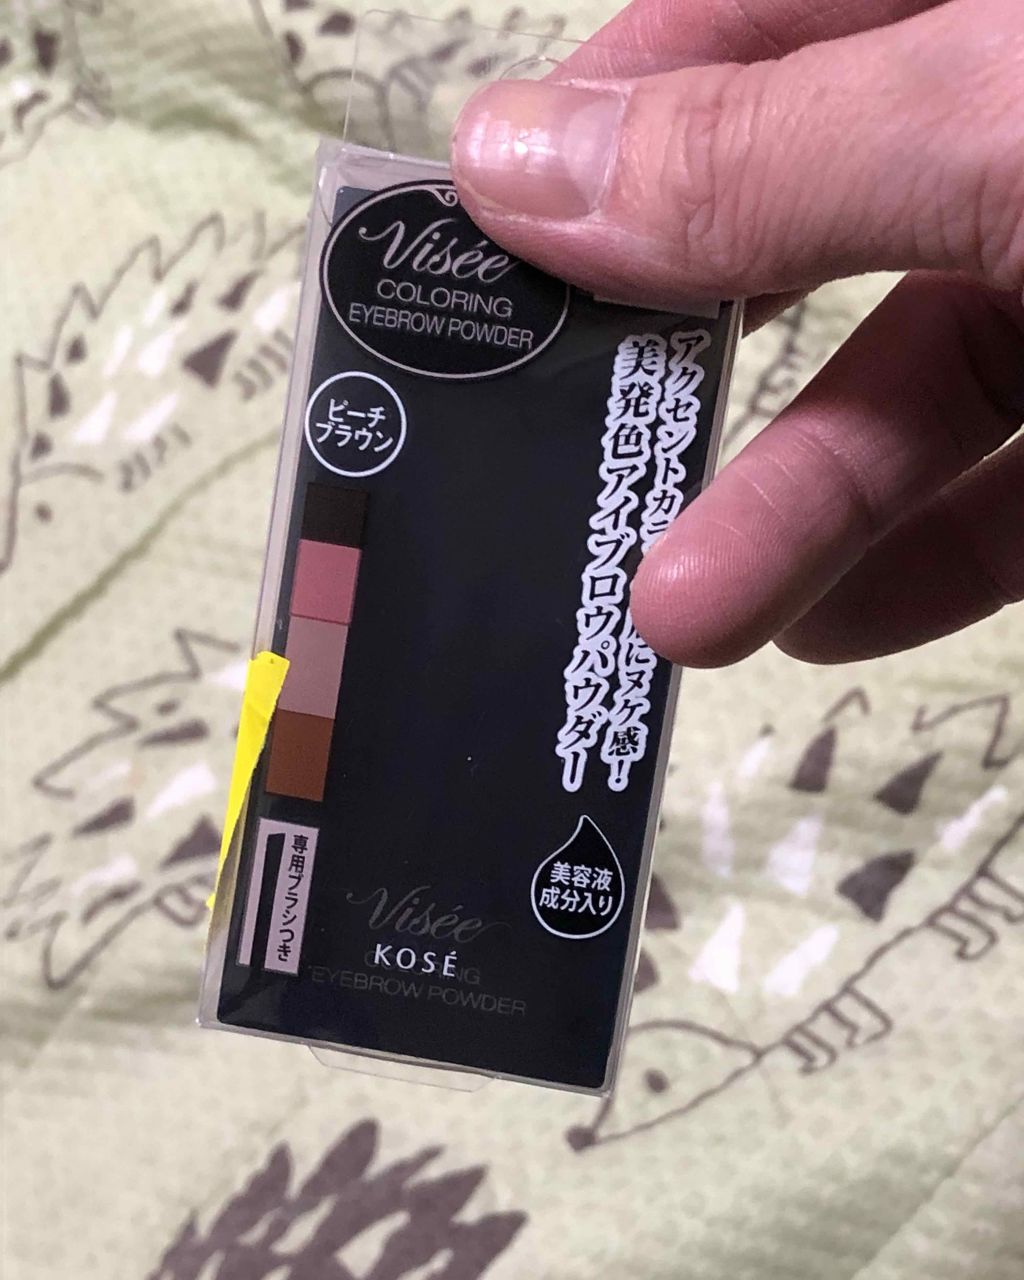 Visée
COLORING
EYEBROW POWDER
ピーチ
ブラウン
アクセントカ
にヌケ感!
美発色アイブロウパウダー
専用ブラシつき
美容液
成分入り
Visée
KOSÉ
COLORING
EYEBROW POWDER